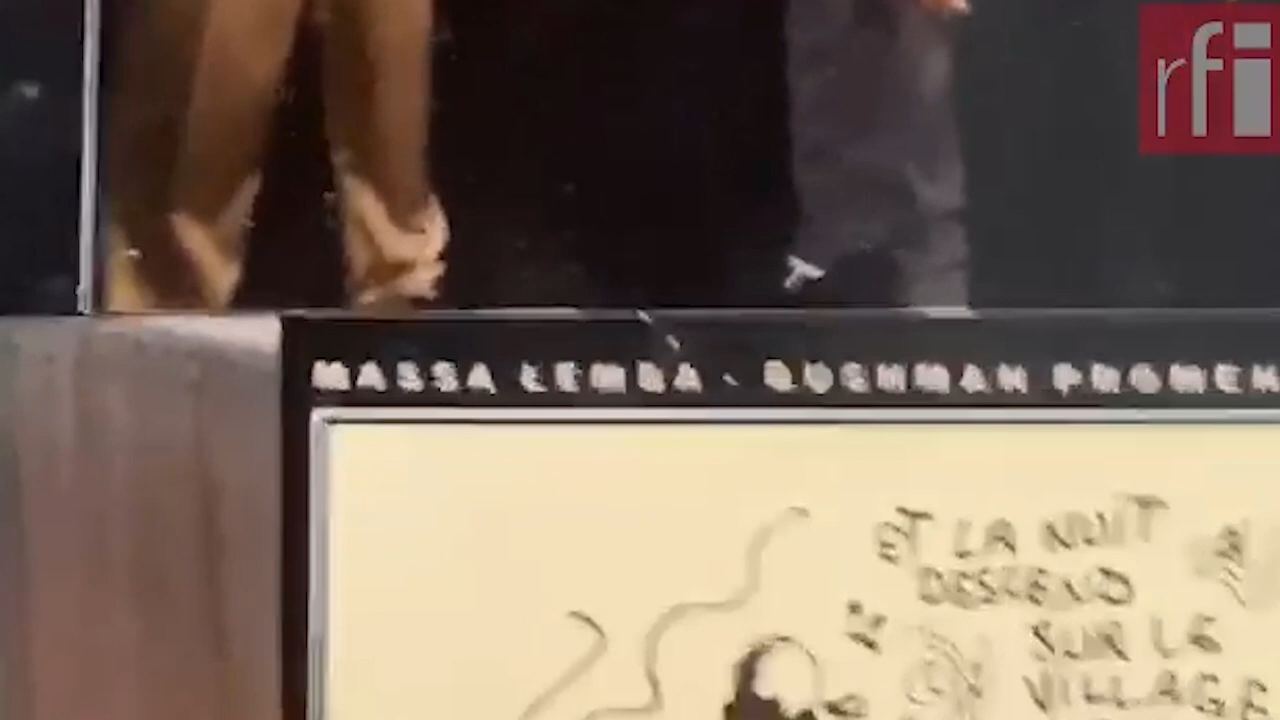 rfi
MASSA LEMBA - BUSHMAN PROMEN
ET LA NUIT
DESCEND
SUR LE
VILLAGE